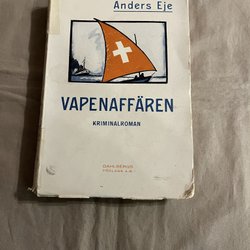 Anders Eje
VAPENAFFÄREN
KRIMINALROMAN
DAHLBERGS
FÖRLAGS A.B.